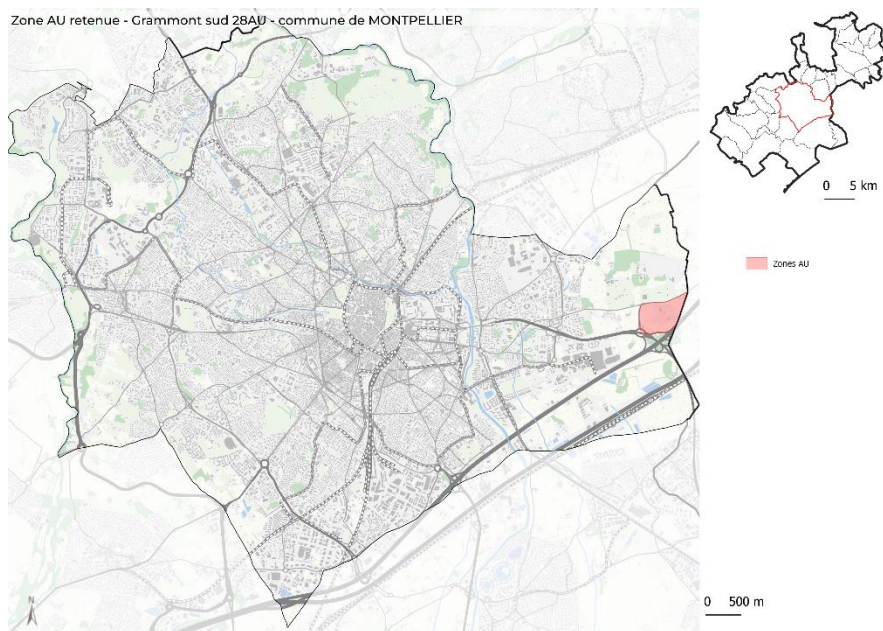 Zone AU retenue - Grammont sud 28AU - commune de MONTPELLIER
0 5 km
Zones AU
0 500 m
N